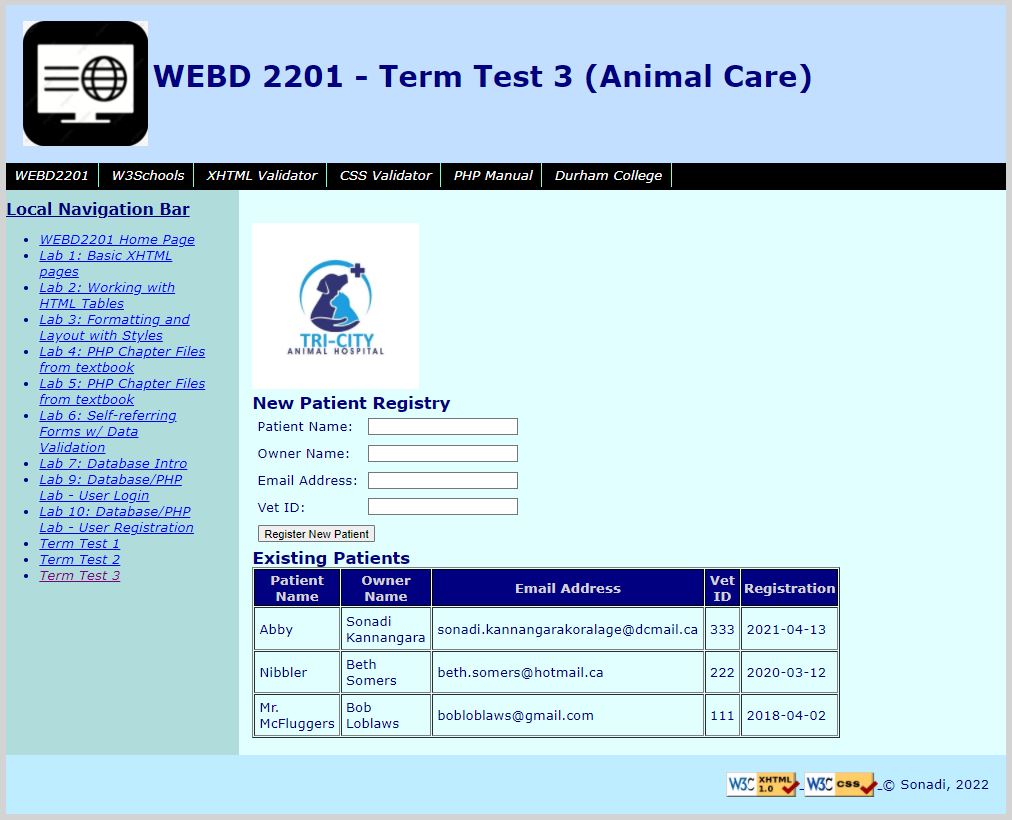 WEBD 2201 - Term Test 3 (Animal Care)
WEBD2201 W3Schools XHTML Validator CSS Validator PHP Manual Durham College
Local Navigation Bar
WEBD2201 Home Page
Lab 1: Basic XHTML
pages
Lab 2: Working with
HTML Tables
Lab 3: Formatting and
Layout with Styles
Lab 4: PHP Chapter Files
from textbook
Lab 5: PHP Chapter Files
from textbook
Lab 6: Self-referring
Forms w/ Data
Validation
Lab 7: Database Intro
Lab 9: Database/PHP
Lab - User Login
Lab 10: Database/PHP
Lab - User Registration
Term Test 1
Term Test 2
Term Test 3
TRI-CITY
ANIMAL HOSPITAL
New Patient Registry
Patient Name:
Owner Name:
Email Address:
Vet ID:
Register New Patient
Existing Patients
Patient Name Owner Name Email Address Vet ID Registration
Abby Sonadi Kannangara sonadi.kannangarakoralage@dcmail.ca 333 2021-04-13
Nibbler Beth Somers beth.somers@hotmail.ca 222 2020-03-12
Mr. McFluggers Bob Loblaws bobloblaws@gmail.com 111 2018-04-02
W3C XHTML 1.0 W3C css © Sonadi, 2022